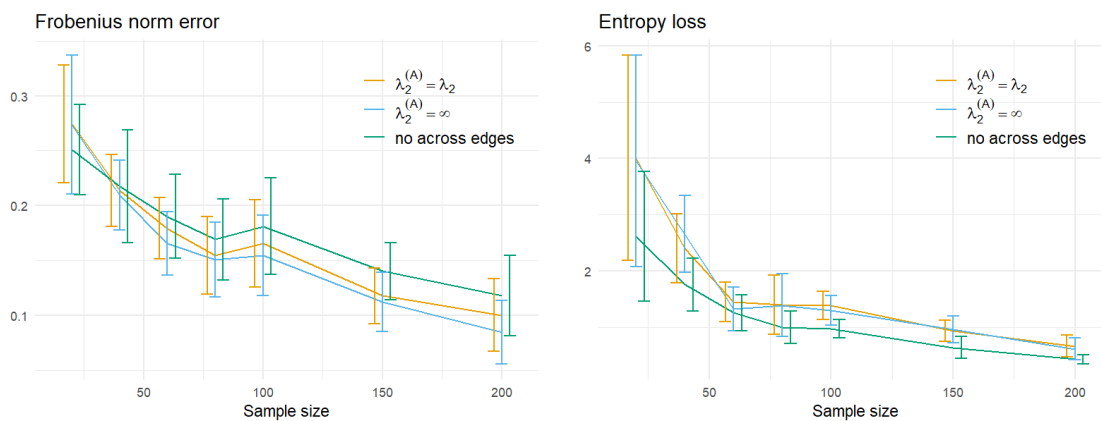 Frobenius norm error
0.3
0.2
0.1
λ₂⁽ᴬ⁾ = λ₂
λ₂⁽ᴬ⁾ = ∞
no across edges
50 100 150 200
Sample size
Entropy loss
6
4
2
λ₂⁽ᴬ⁾ = λ₂
λ₂⁽ᴬ⁾ = ∞
no across edges
50 100 150 200
Sample size